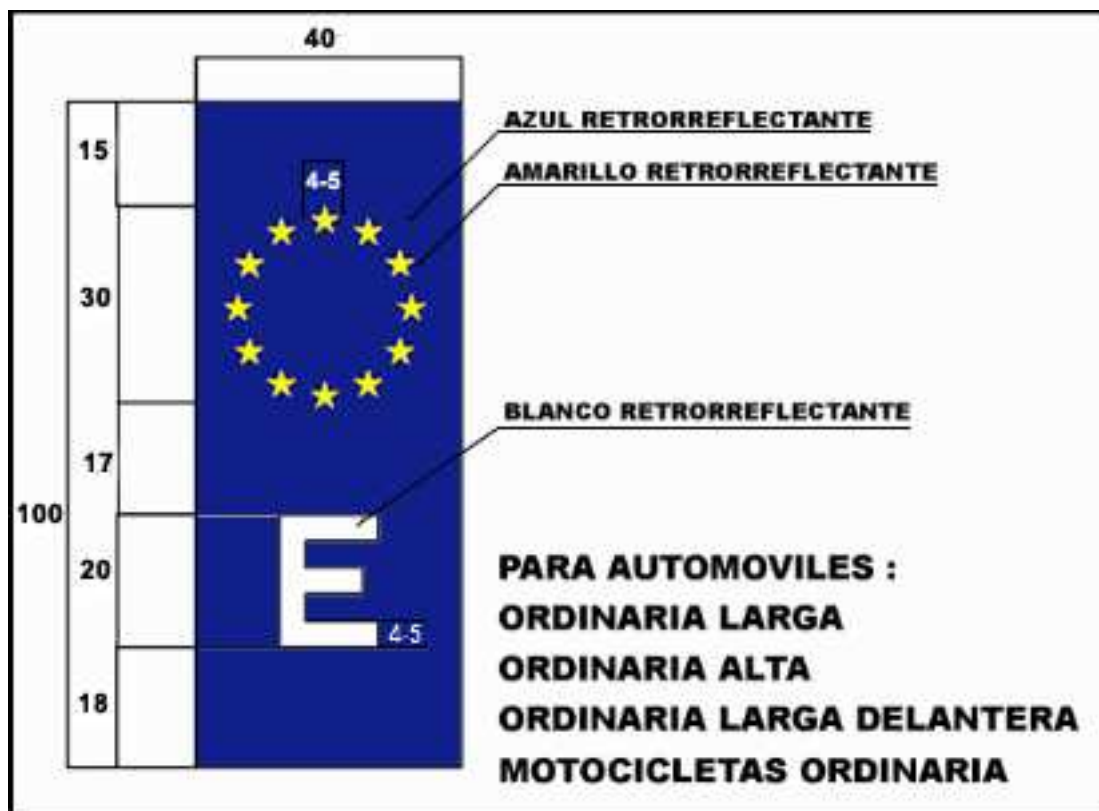 40
15
AZUL RETRORREFLECTANTE
4-5
AMARILLO RETRORREFLECTANTE
30
BLANCO RETRORREFLECTANTE
17
100
E
20
4-5
18
PARA AUTOMOVILES :
ORDINARIA LARGA
ORDINARIA ALTA
ORDINARIA LARGA DELANTERA
MOTOCICLETAS ORDINARIA